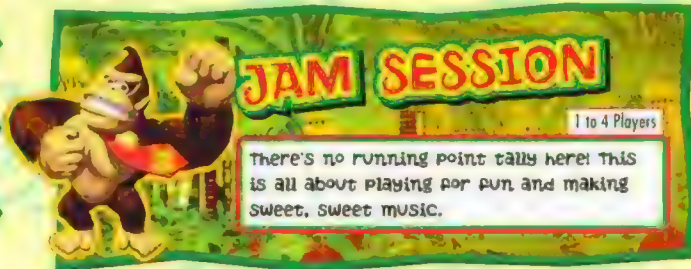 JAM SESSION
1 to 4 Players
There's no running point tally here! This
is all about playing for fun and making
sweet, sweet music.